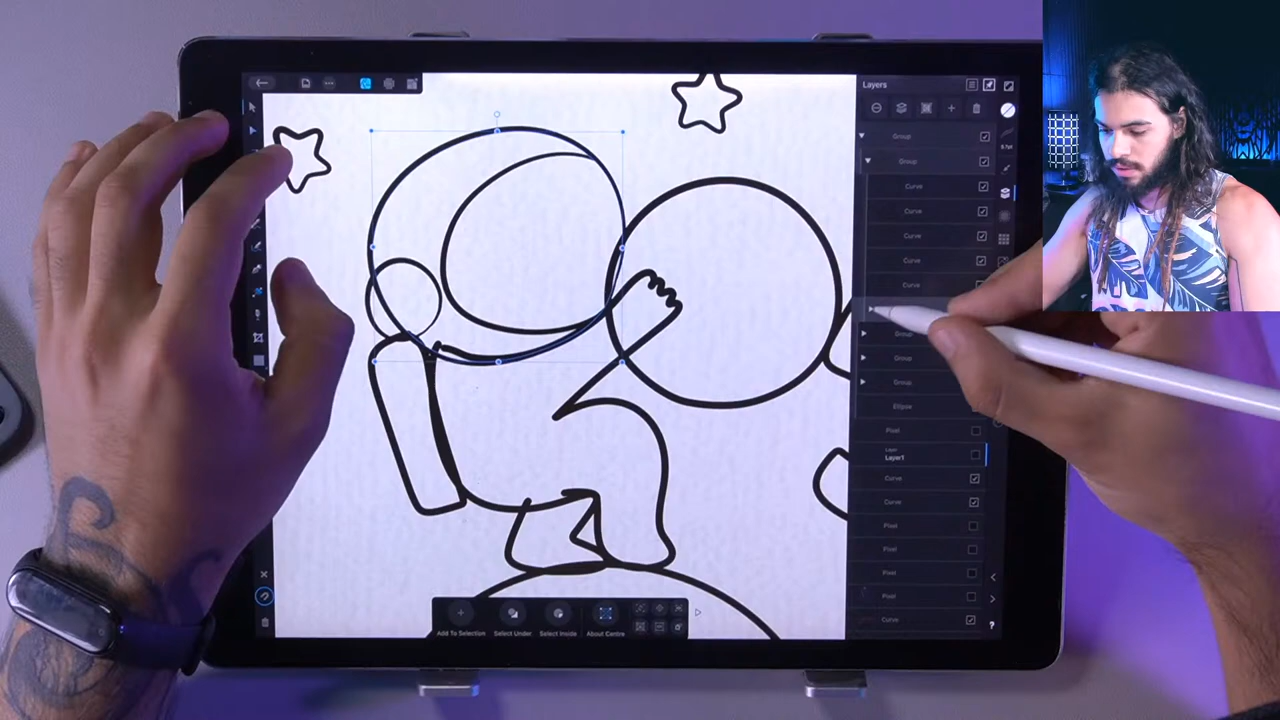 Layers
Group
Group
Curve
Curve
Curve
Curve
Curve
Group
Group
Group
Ellipse
Pixel
Layer
Layer1
Curve
Curve
Pixel
Pixel
Pixel
Pixel
Curve
Add To Selection
Select Under
Select Inside
About Centre
?